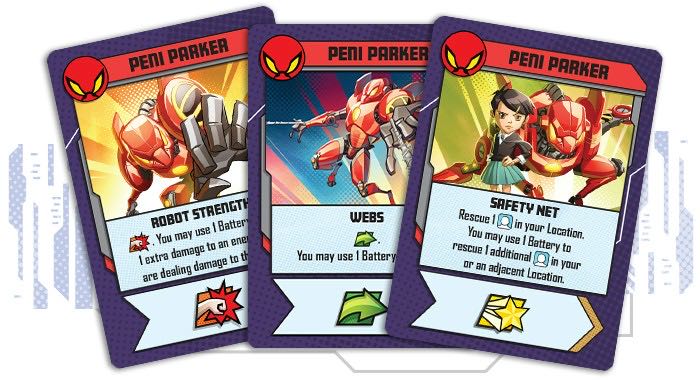 PENI PARKER
ROBOT STRENGTH
. You may use 1 Battery
1 extra damage to an ene
are dealing damage to th
PENI PARKER
WEBS
.
You may use 1 Battery
PENI PARKER
SAFETY NET
Rescue 1 in your Location.
You may use 1 Battery to
rescue 1 additional in your
or an adjacent Location.